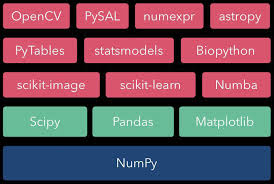 OpenCV PySAL numexpr astropy
PyTables statsmodels Biopython
scikit-image scikit-learn Numba
Scipy Pandas Matplotlib
NumPy